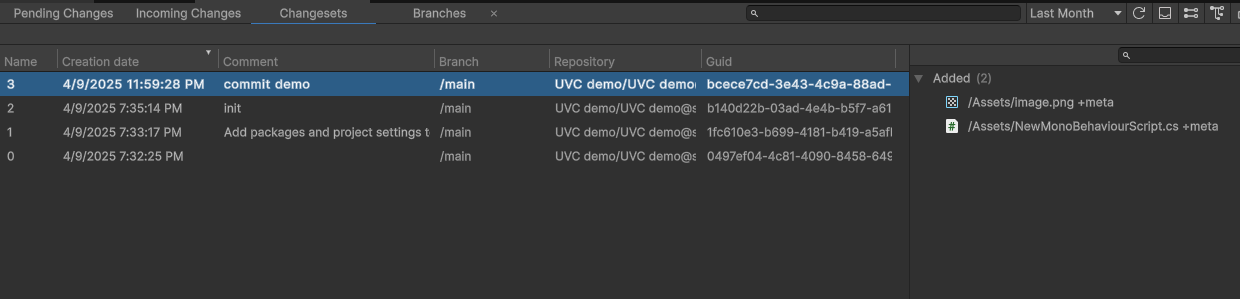 Pending Changes Incoming Changes Changesets Branches × Last Month
Name Creation date Comment Branch Repository Guid
3 4/9/2025 11:59:28 PM commit demo /main UVC demo/UVC demo bcece7cd-3e43-4c9a-88ad-
2 4/9/2025 7:35:14 PM init /main UVC demo/UVC demo@s b140d22b-03ad-4e4b-b5f7-a61
1 4/9/2025 7:33:17 PM Add packages and project settings t /main UVC demo/UVC demo@s 1fc610e3-b699-4181-b419-a5af
0 4/9/2025 7:32:25 PM /main UVC demo/UVC demo@s 0497ef04-4c81-4090-8458-649
Added (2)
/Assets/image.png +meta
/Assets/NewMonoBehaviourScript.cs +meta